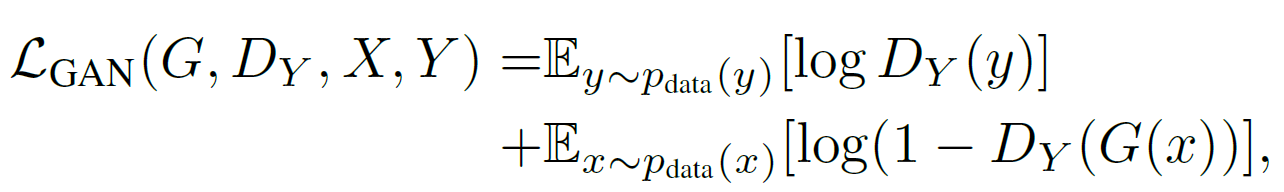 ℒ_GAN(G, D_Y, X, Y) = 𝔼_{y∼p_data(y)}[log D_Y(y)]
+ 𝔼_{x∼p_data(x)}[log(1 − D_Y(G(x))],